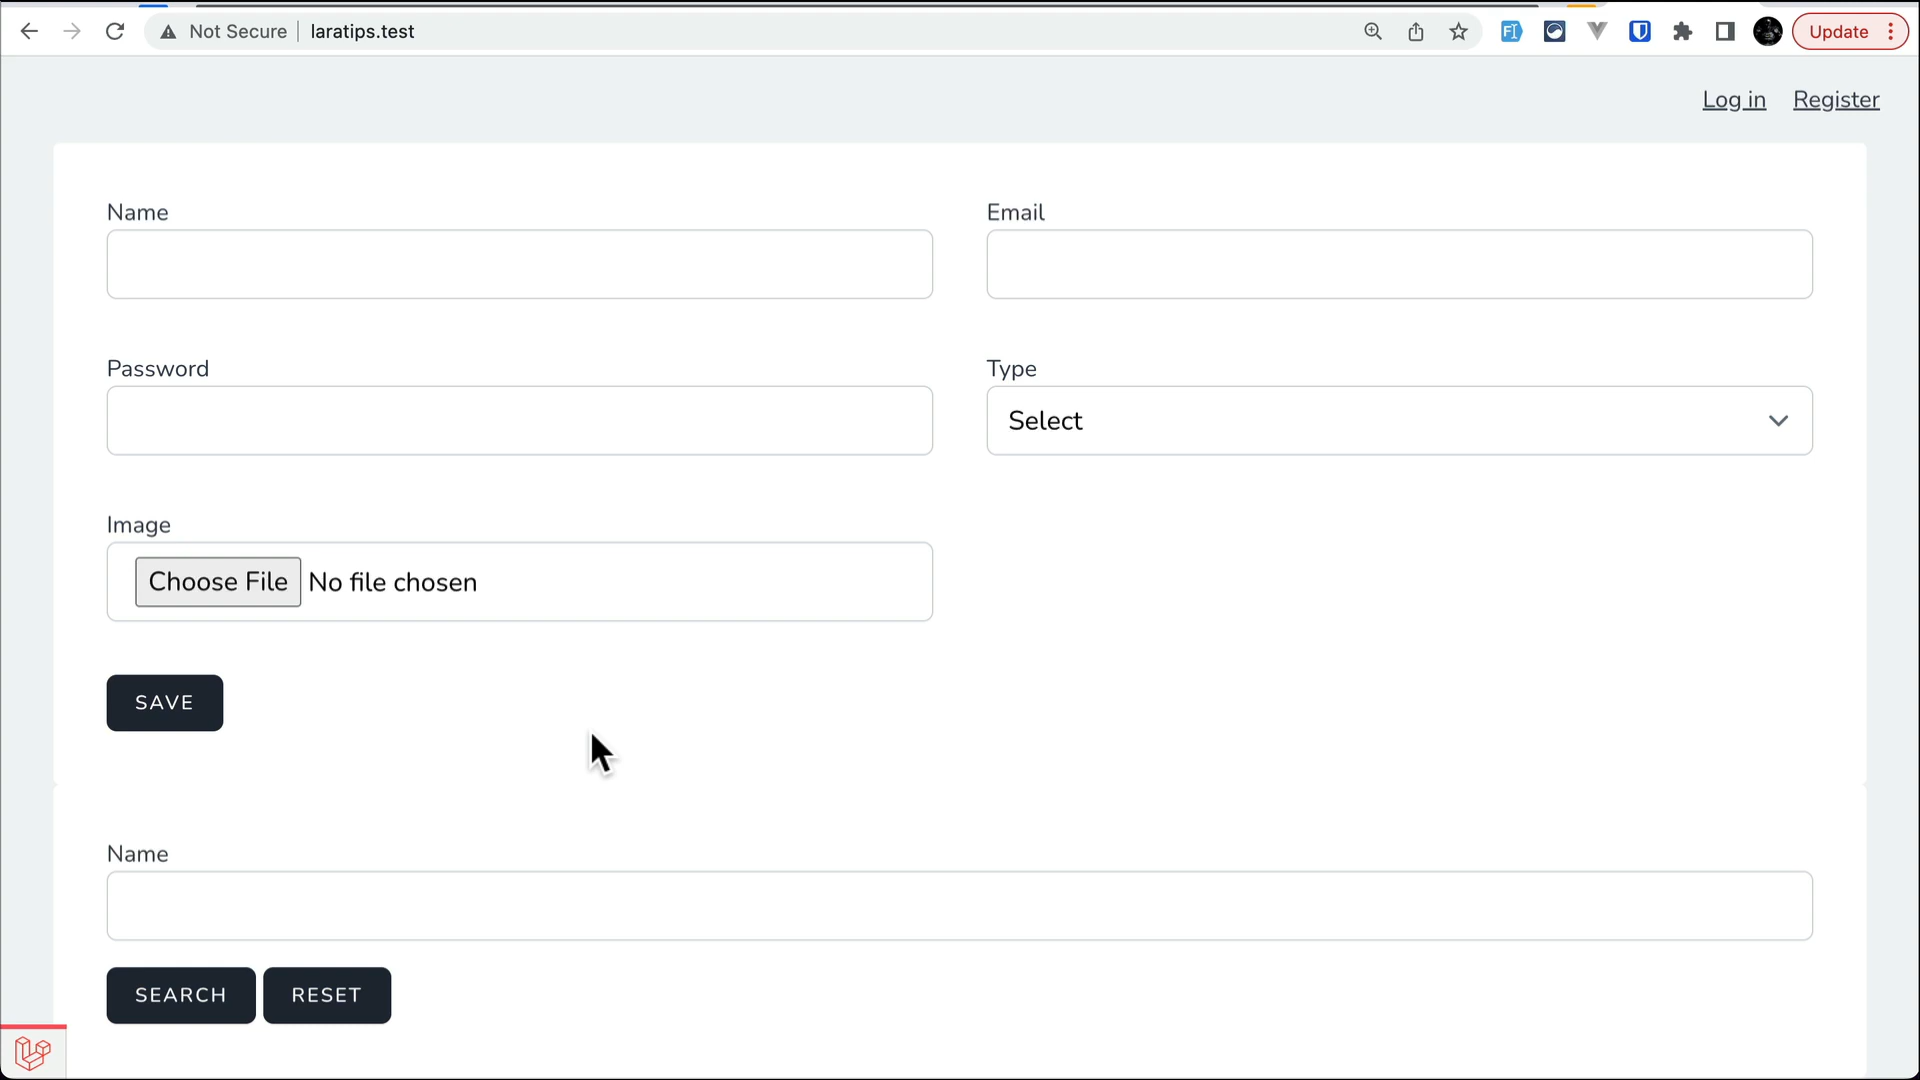 Not Secure laratips.test Update
Log in Register
Name Email
Password Type
Select
Image
Choose File No file chosen
SAVE
Name
SEARCH RESET